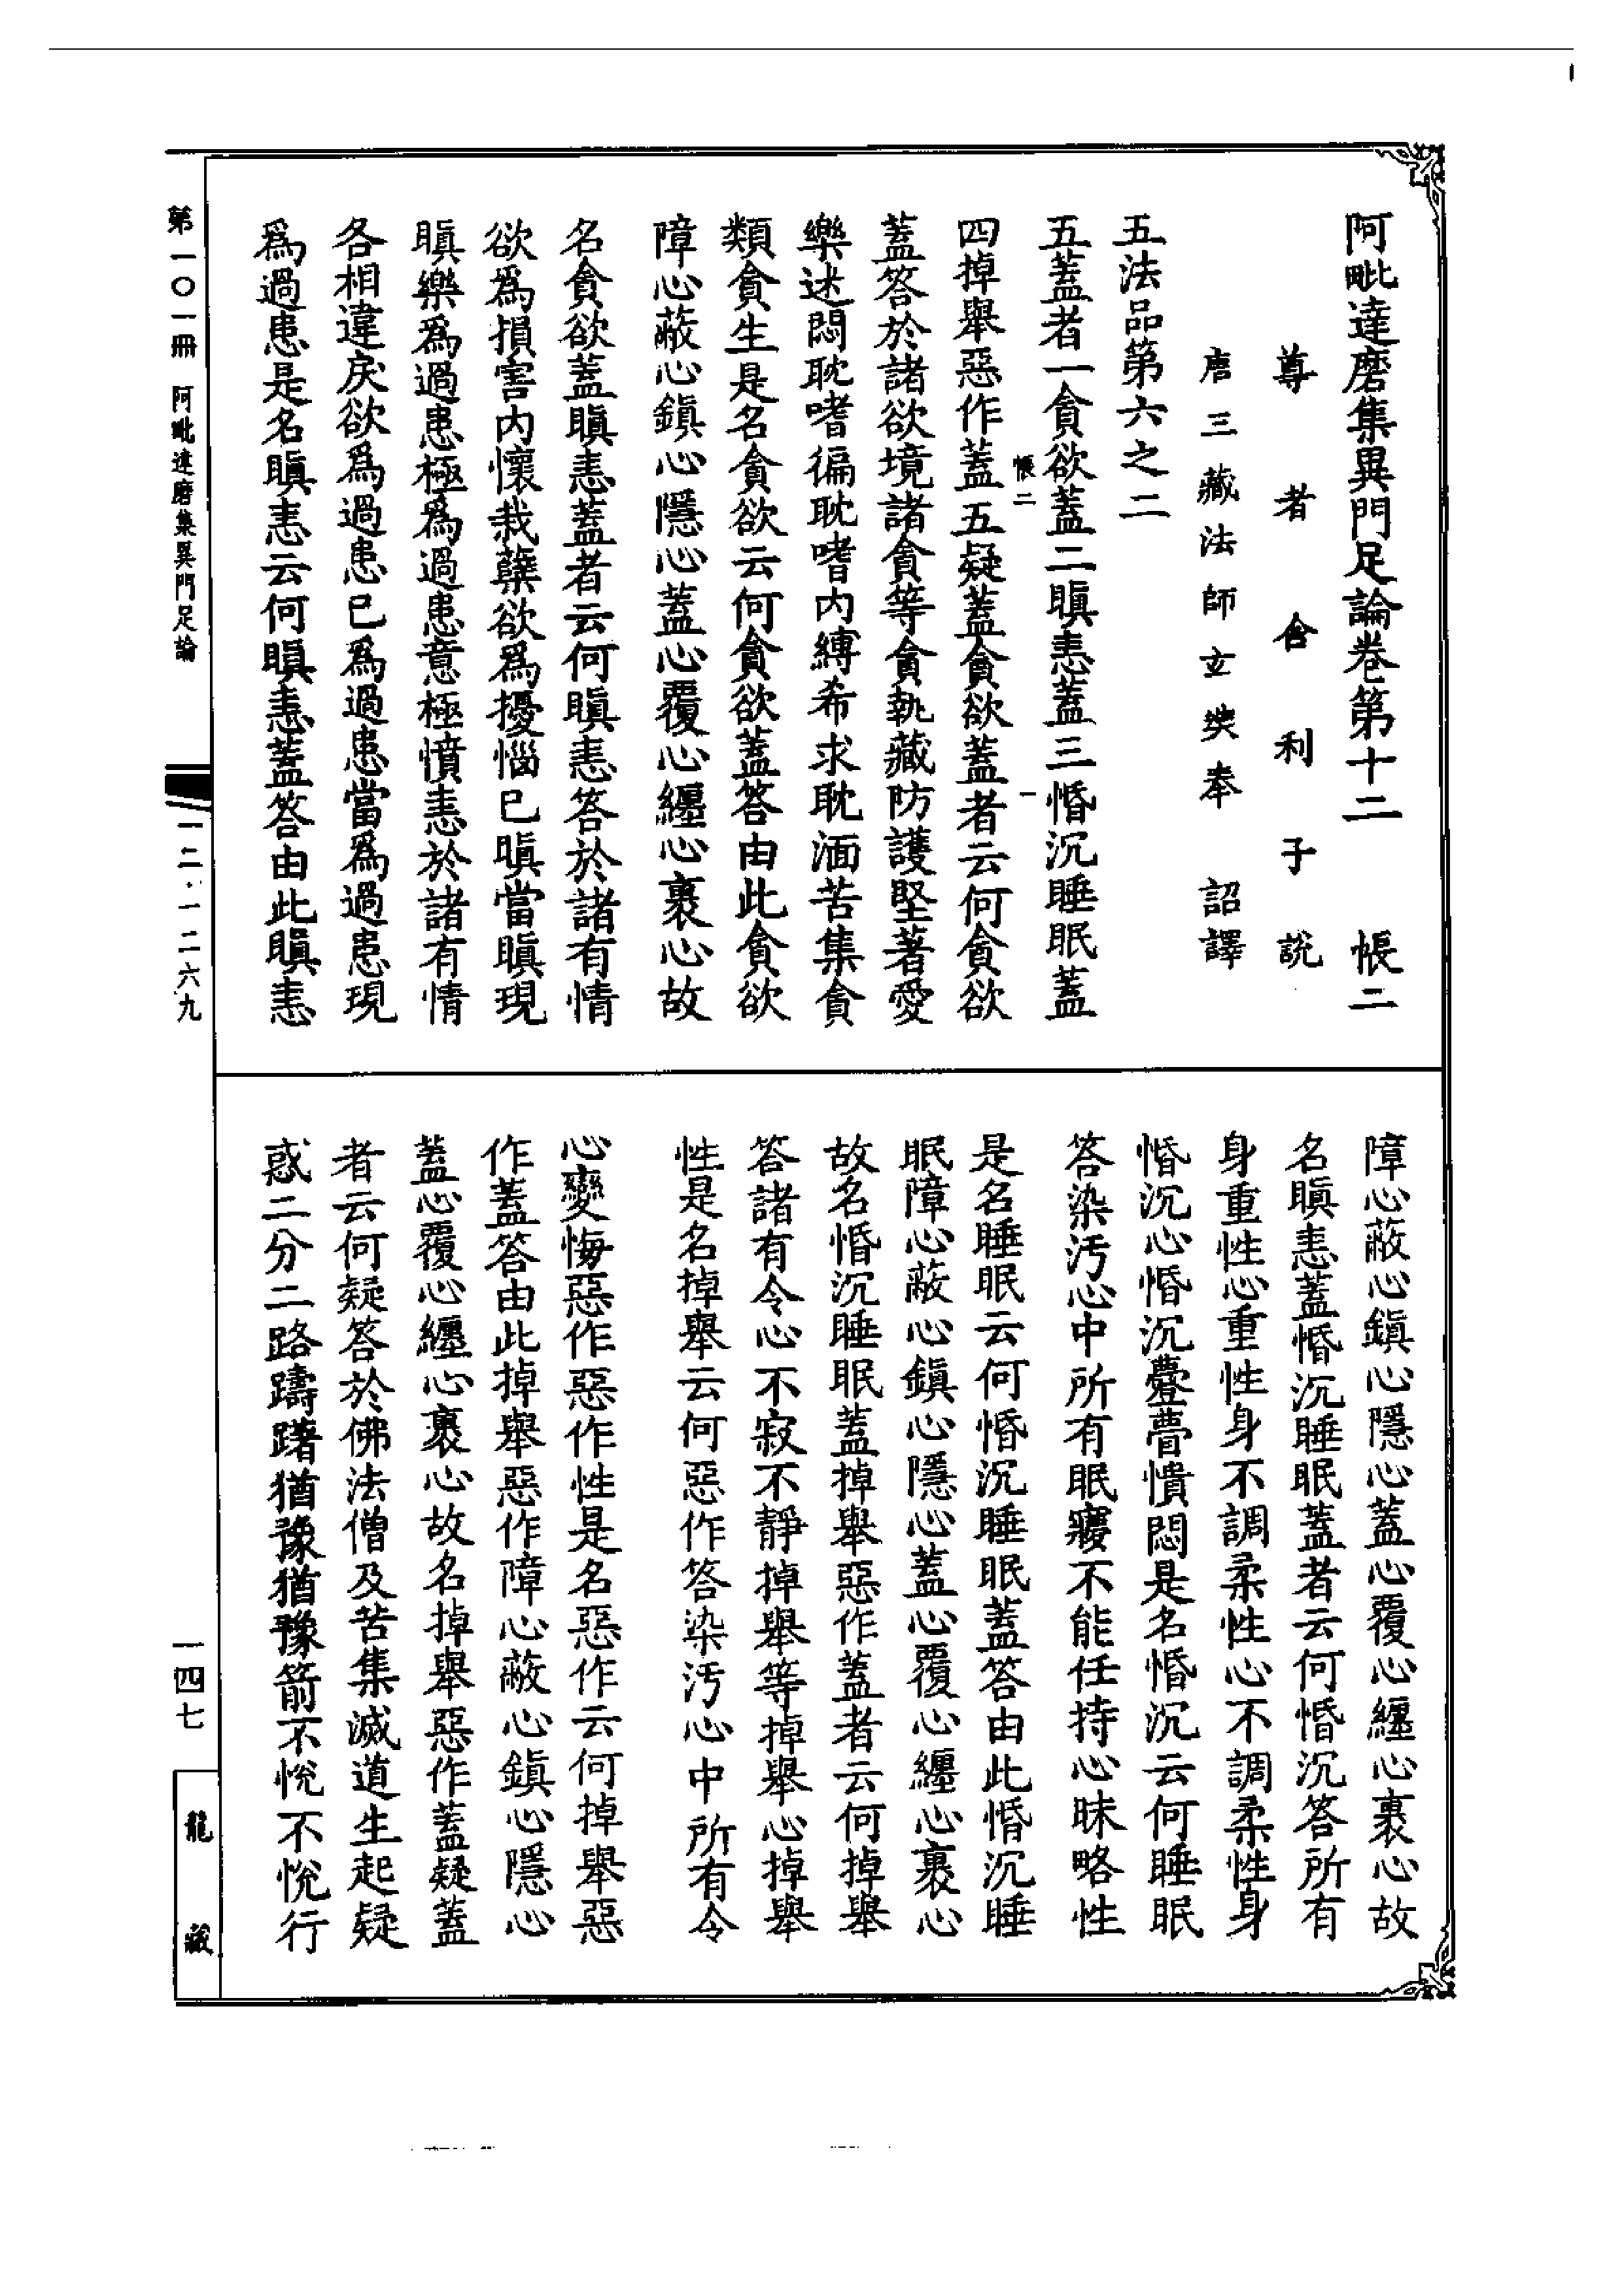 阿毗達磨集異門足論卷第十二　帳二
尊者舍利子説
唐三藏法師玄奘奉　詔譯
五法品第六之二
五蓋者一貪欲蓋二瞋恚蓋三惛沉睡眠蓋
帳二　一
四掉舉惡作蓋五疑蓋貪欲蓋者云何貪欲
蓋答於諸欲境諸貪等貪執藏防護堅著愛
樂迷悶耽嗜徧耽嗜内縛希求耽湎苦集貪
類貪生是名貪欲云何貪欲蓋答由此貪欲
障心蔽心鎮心隱心蓋心覆心纏心裹心故
名貪欲蓋瞋恚蓋者云何瞋恚答於諸有情
欲爲損害内懷栽櫱欲爲擾惱已瞋當瞋現
瞋樂爲過患極爲過患意極憤恚於諸有情
各相違戾欲爲過患已爲過患當爲過患現
爲過患是名瞋恚云何瞋恚蓋答由此瞋恚
障心蔽心鎮心隱心蓋心覆心纏心裹心故
名瞋恚蓋惛沉睡眠蓋者云何惛沉答所有
身重性心重性身不調柔性心不調柔性身
惛沉心惛沉瞢憒悶是名惛沉云何睡眠
答染汚心中所有眠㝱不能任持心昧略性
是名睡眠云何惛沉睡眠蓋答由此惛沉睡
眠障心蔽心鎮心隱心蓋心覆心纏心裹心
故名惛沉睡眠蓋掉舉惡作蓋者云何掉舉
答諸有令心不寂不靜掉舉等掉舉心掉舉
性是名掉舉云何惡作答染汚心中所有令
心變悔惡作惡作性是名惡作云何掉舉惡
作蓋答由此掉舉惡作障心蔽心鎮心隱心
蓋心覆心纏心裹心故名掉舉惡作蓋疑蓋
者云何疑答於佛法僧及苦集滅道生起疑
惑二分二路躊躇猶豫猶豫箭不悅不悅行
第一〇一冊　阿毗達磨集異門足論
一二·一二六九
一四七
龍藏